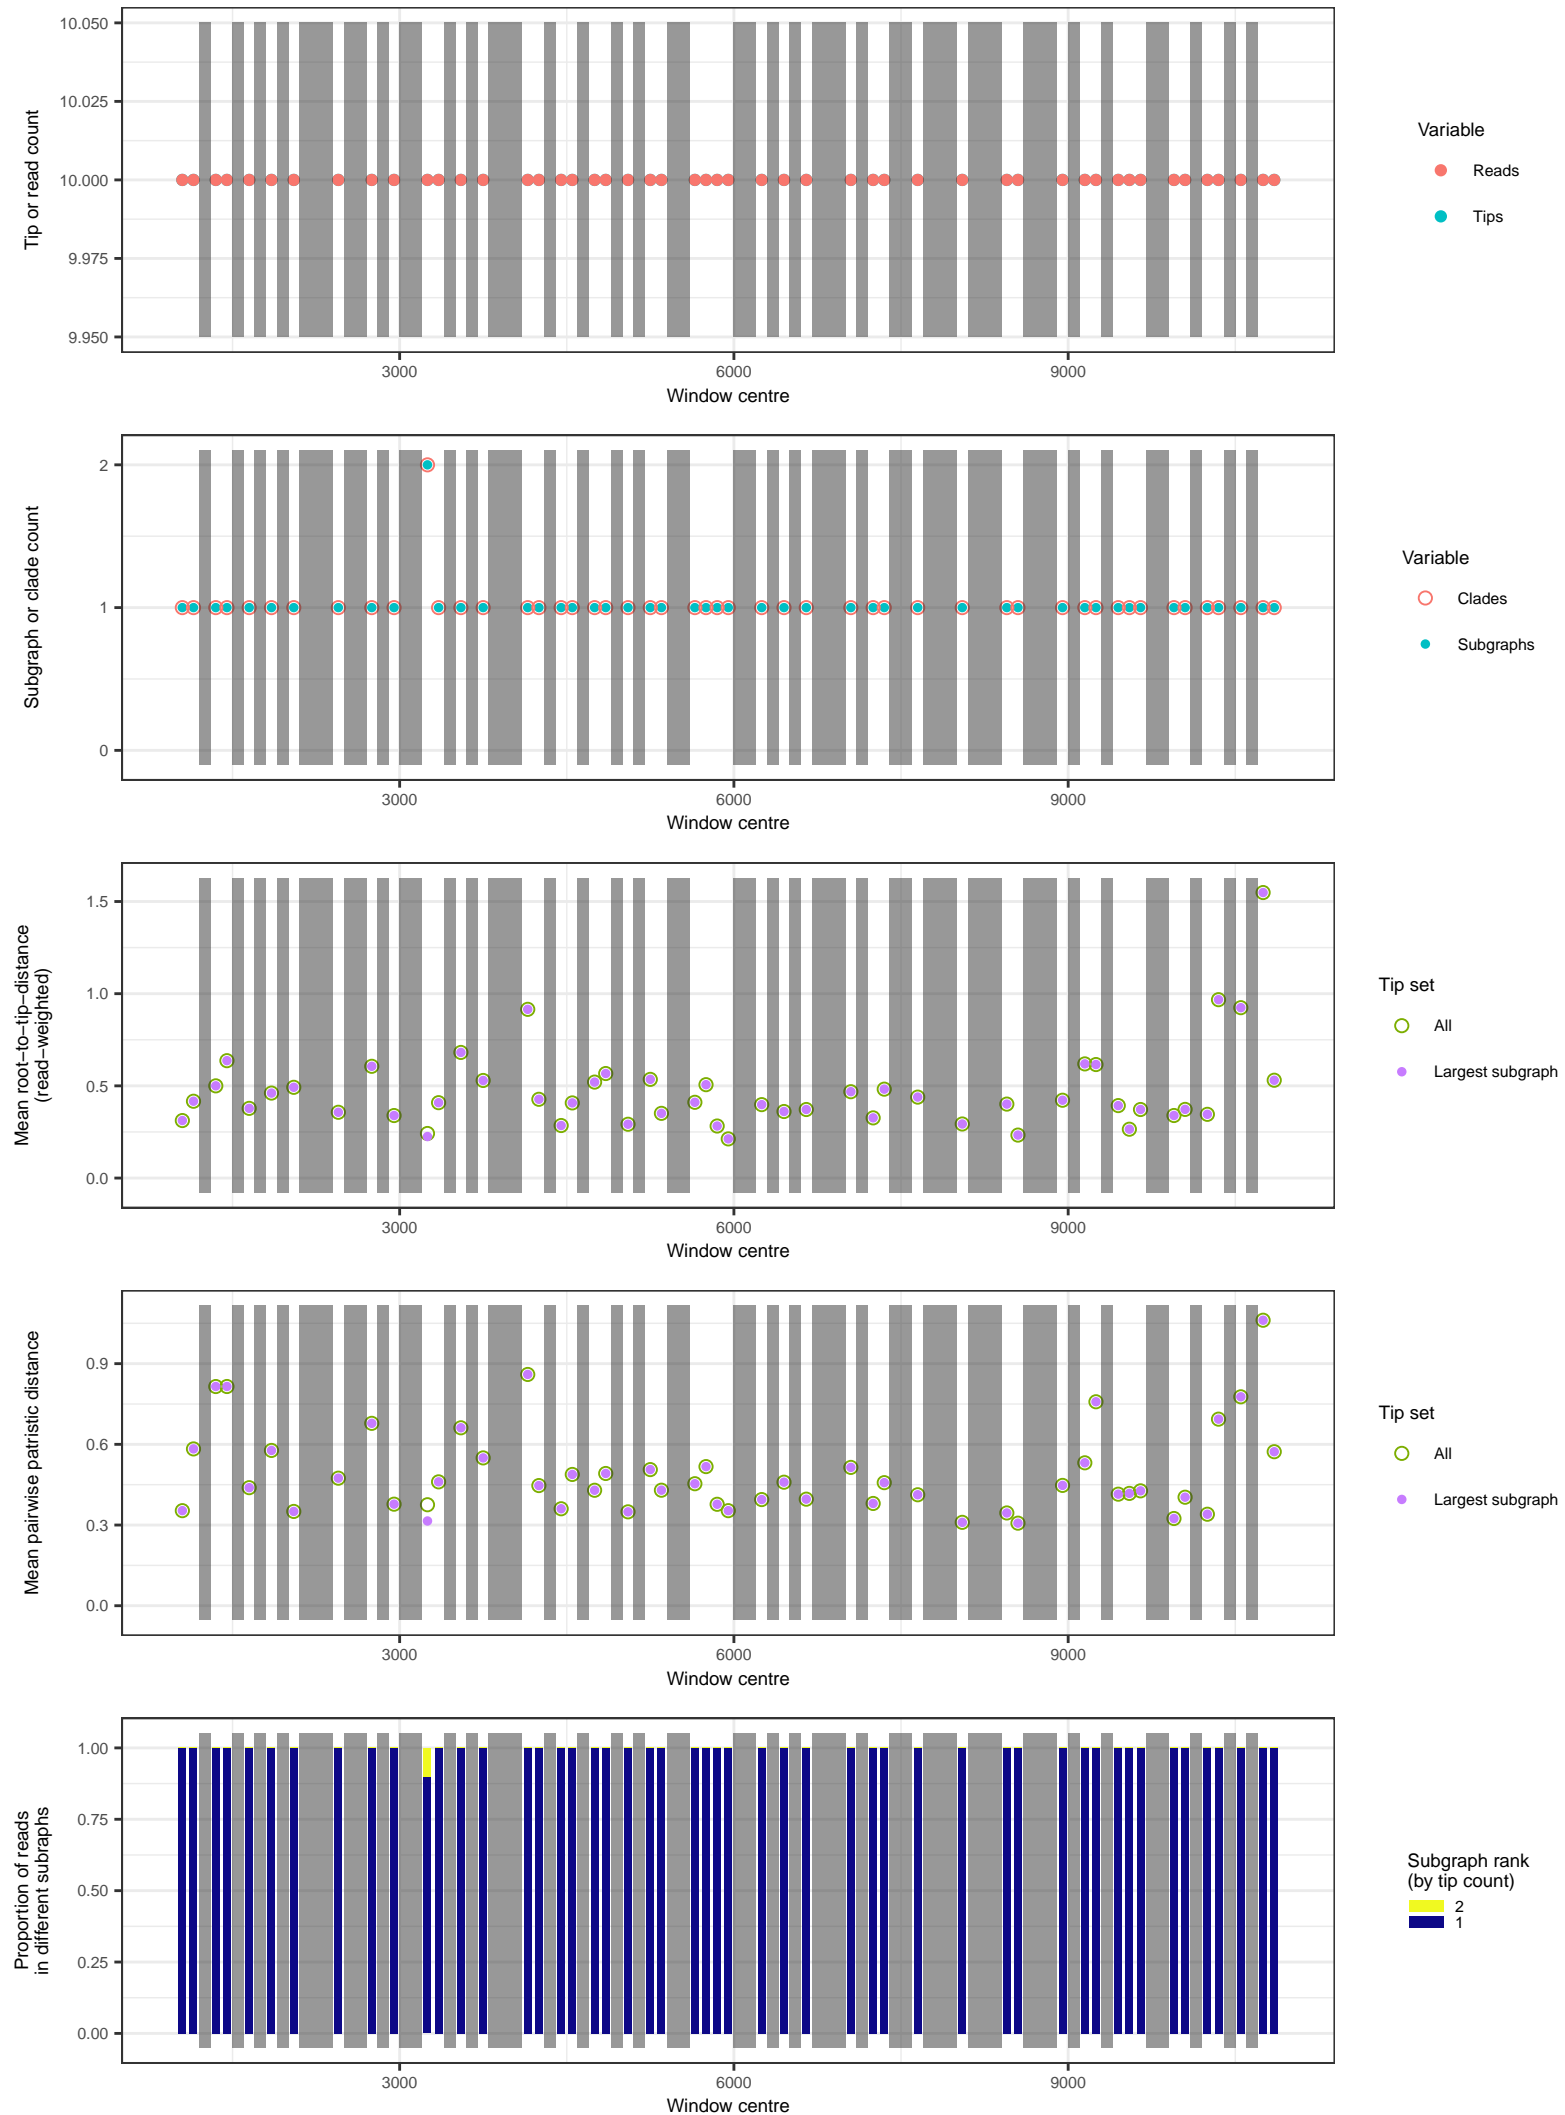 10.050
10.025
10.000
9.975
9.950
Tip or read count
3000 6000 9000
Window centre
Variable
Reads
Tips
2
1
0
Subgraph or clade count
3000 6000 9000
Window centre
Variable
Clades
Subgraphs
1.5
1.0
0.5
0.0
Mean root−to−tip−distance
(read−weighted)
3000 6000 9000
Window centre
Tip set
All
Largest subgraph
0.9
0.6
0.3
0.0
Mean pairwise patristic distance
3000 6000 9000
Window centre
Tip set
All
Largest subgraph
1.00
0.75
0.50
0.25
0.00
Proportion of reads
in different subraphs
3000 6000 9000
Window centre
Subgraph rank
(by tip count)
2
1